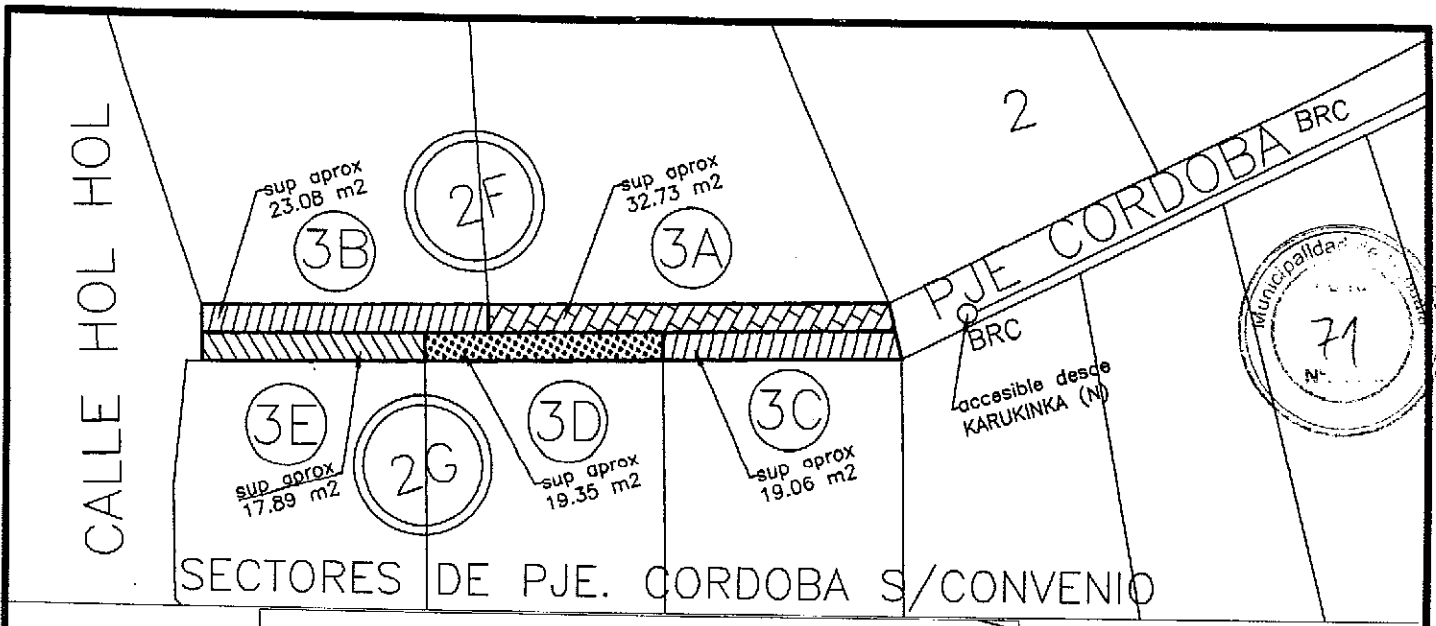 CALLE HOL HOL
sup aprox
23.08 m2
3B
2F
sup aprox
32.73 m2
3A
2
PJE CORDOBA
BRC
BRC
accesible desde
KARUKINKA (N)
Municipalidad
71
Nº
3E
sup aprox
17.89 m2
2G
3D
sup aprox
19.35 m2
3C
sup aprox
19.06 m2
SECTORES DE PJE. CORDOBA S/CONVENIO